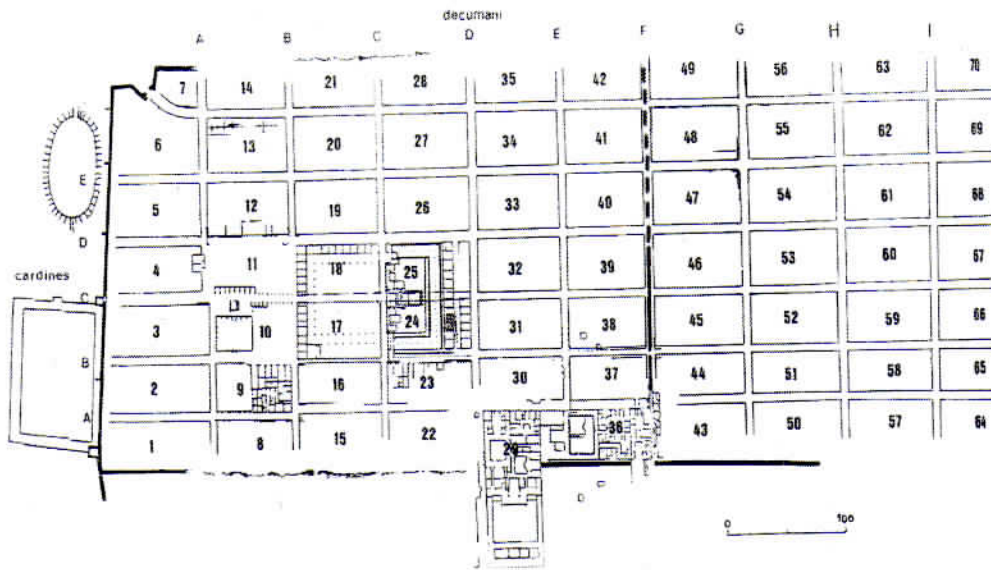 decumani
A B C D E F G H I
7 14 21 28 35 42 49 56 63 70
6 13 20 27 34 41 48 55 62 69
E
5 12 19 26 33 40 47 54 61 68
D
4 11 18 25 32 39 46 53 60 67
cardines
C
3 10 17 24 31 38 45 52 59 66
B
2 9 16 23 30 37 44 51 58 65
A
1 8 15 22 29 36 43 50 57 64
D
0 100